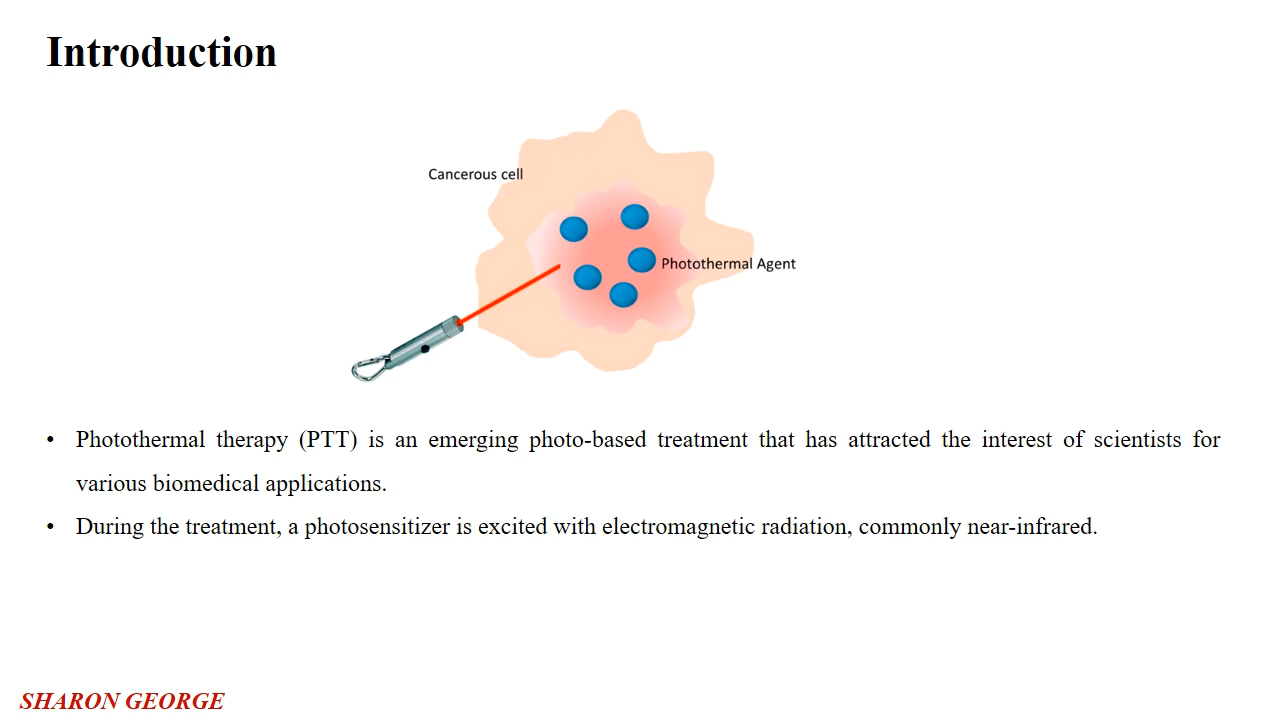 Introduction
Cancerous cell
Photothermal Agent
• Photothermal therapy (PTT) is an emerging photo-based treatment that has attracted the interest of scientists for
various biomedical applications.
• During the treatment, a photosensitizer is excited with electromagnetic radiation, commonly near-infrared.
SHARON GEORGE